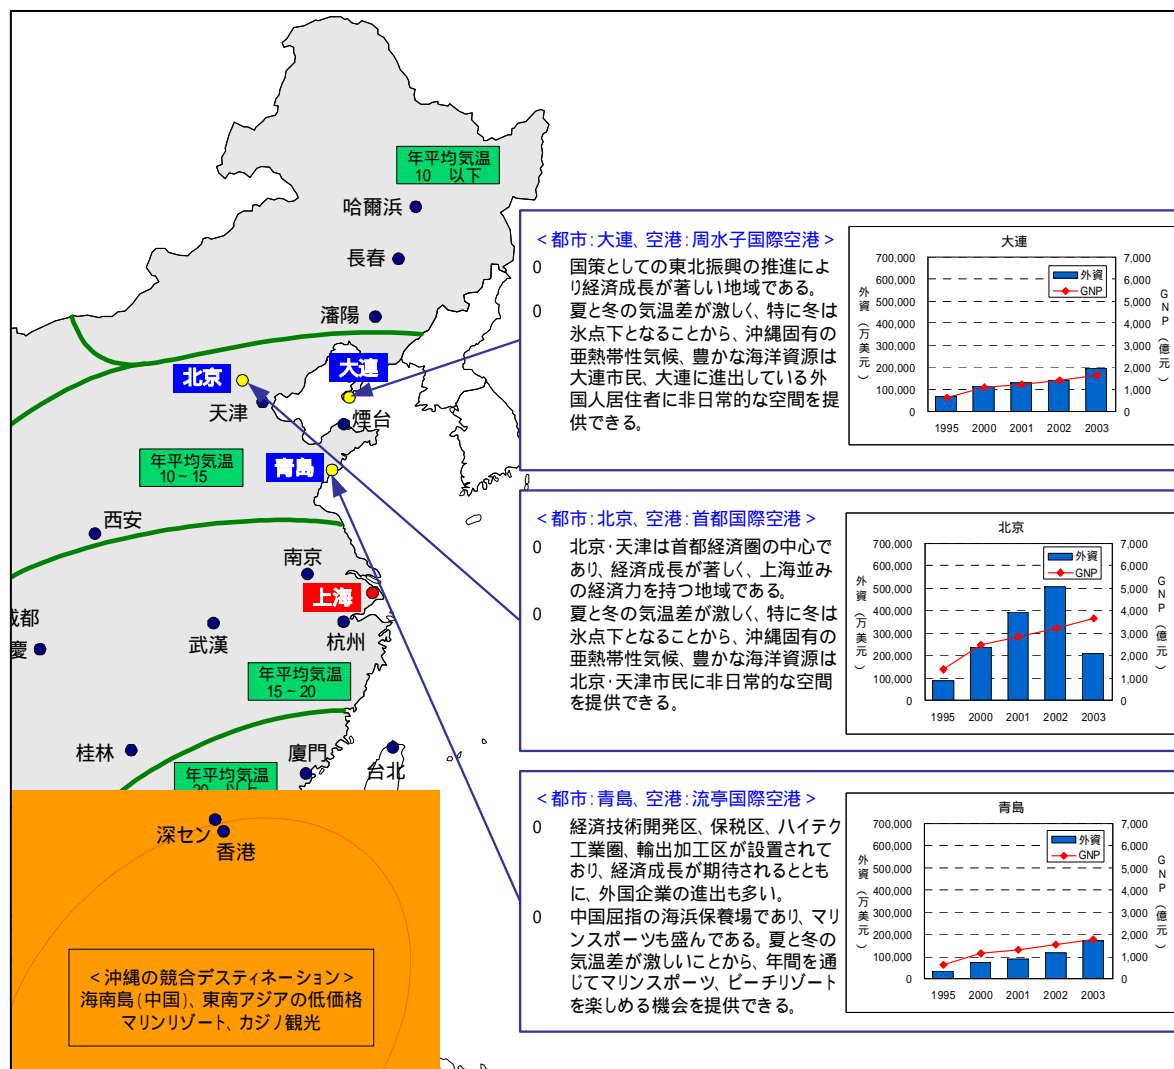 年平均気温
10 以下
哈爾浜
長春
瀋陽
北京
大連
天津
煙台
年平均気温
10~15
青島
西安
南京
上海
成都
慶
武漢
杭州
年平均気温
15~20
桂林
廈門
台北
年平均気温
20 以上
深セン
香港
<沖縄の競合デスティネーション>
海南島(中国)、東南アジアの低価格
マリンリゾート、カジノ観光
<都市:大連、空港:周水子国際空港>
0 国策としての東北振興の推進によ
り経済成長が著しい地域である。
0 夏と冬の気温差が激しく、特に冬は
氷点下となることから、沖縄固有の
亜熱帯性気候、豊かな海洋資源は
大連市民、大連に進出している外
国人居住者に非日常的な空間を提
供できる。
大連
外資(万美元)
700,000
600,000
500,000
400,000
300,000
200,000
100,000
0
外資
GNP
7,000
6,000
5,000
4,000
3,000
2,000
1,000
0
GNP(億元)
1995 2000 2001 2002 2003
<都市:北京、空港:首都国際空港>
0 北京・天津は首都経済圏の中心で
あり、経済成長が著しく、上海並み
の経済力を持つ地域である。
0 夏と冬の気温差が激しく、特に冬は
氷点下となることから、沖縄固有の
亜熱帯性気候、豊かな海洋資源は
北京・天津市民に非日常的な空間
を提供できる。
北京
外資(万美元)
700,000
600,000
500,000
400,000
300,000
200,000
100,000
0
外資
GNP
7,000
6,000
5,000
4,000
3,000
2,000
1,000
0
GNP(億元)
1995 2000 2001 2002 2003
<都市:青島、空港:流亭国際空港>
0 経済技術開発区、保税区、ハイテク
工業圏、輸出加工区が設置されて
おり、経済成長が期待されるととも
に、外国企業の進出も多い。
0 中国屈指の海浜保養場であり、マリ
ンスポーツも盛んである。夏と冬の
気温差が激しいことから、年間を通
じてマリンスポーツ、ビーチリゾート
を楽しめる機会を提供できる。
青島
外資(万美元)
700,000
600,000
500,000
400,000
300,000
200,000
100,000
0
外資
GNP
7,000
6,000
5,000
4,000
3,000
2,000
1,000
0
GNP(億元)
1995 2000 2001 2002 2003